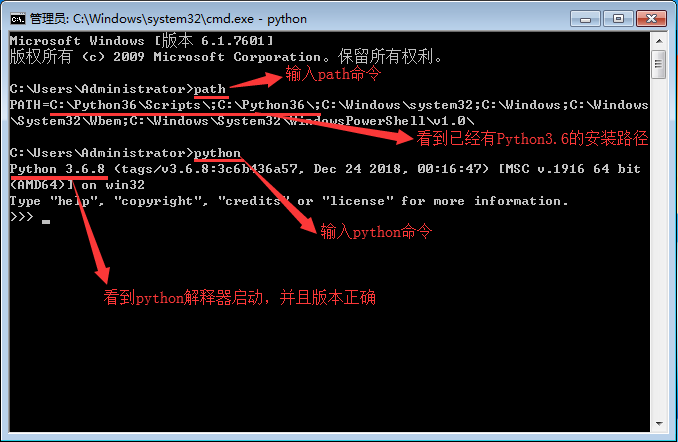 管理员: C:\Windows\system32\cmd.exe - python
Microsoft Windows [版本 6.1.7601]
版权所有 (c) 2009 Microsoft Corporation。保留所有权利。
输入path命令
C:\Users\Administrator>path
PATH=C:\Python36\Scripts\;C:\Python36\;C:\Windows\system32;C:\Windows;C:\Windows
\System32\Wbem;C:\Windows\System32\WindowsPowerShell\v1.0\
看到已经有Python3.6的安装路径
C:\Users\Administrator>python
Python 3.6.8 (tags/v3.6.8:3c6b436a57, Dec 24 2018, 00:16:47) [MSC v.1916 64 bit
(AMD64)] on win32
Type "help", "copyright", "credits" or "license" for more information.
>>>
输入python命令
看到python解释器启动，并且版本正确